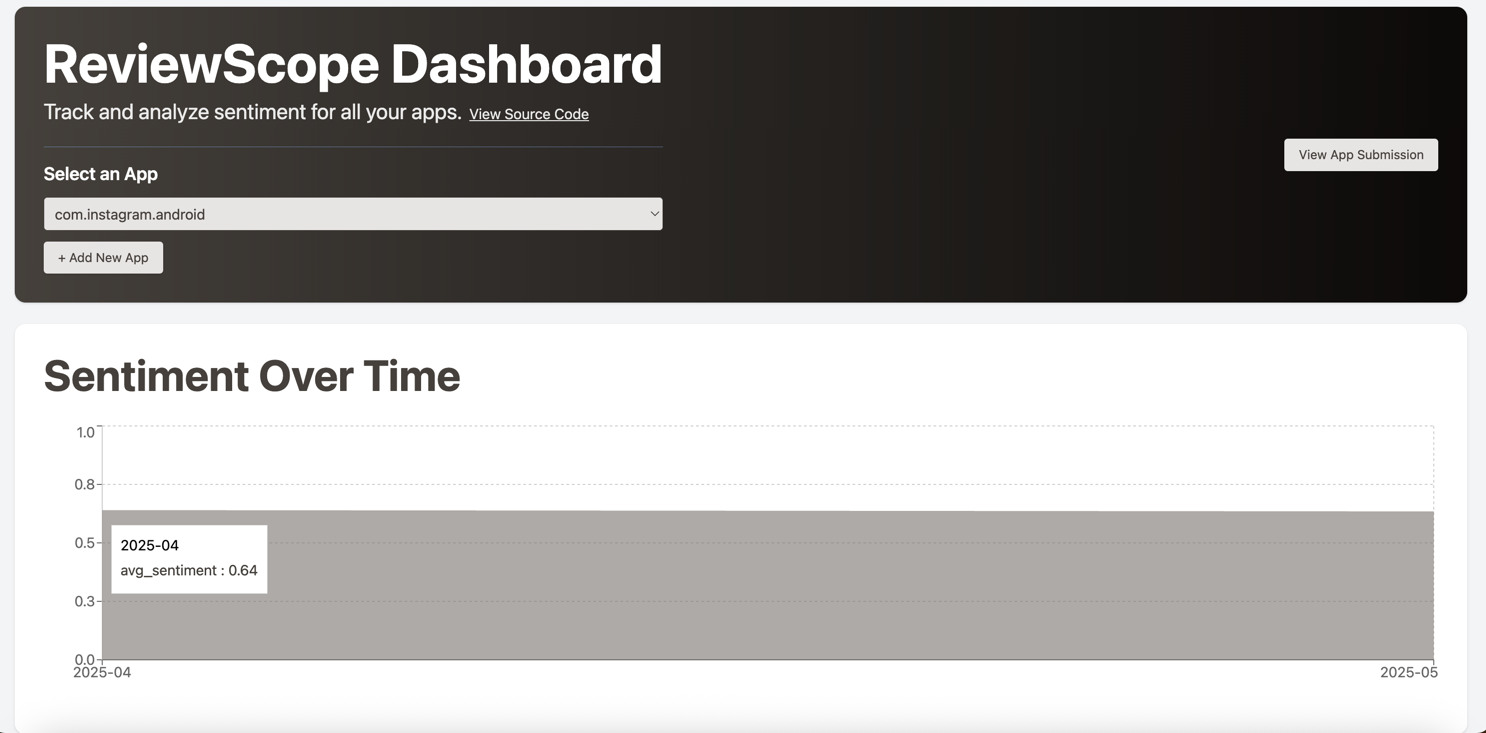 ReviewScope Dashboard
Track and analyze sentiment for all your apps. View Source Code
View App Submission
Select an App
com.instagram.android
+ Add New App
Sentiment Over Time
1.0
0.8
0.5
0.3
0.0
2025-04
avg_sentiment : 0.64
2025-04
2025-05